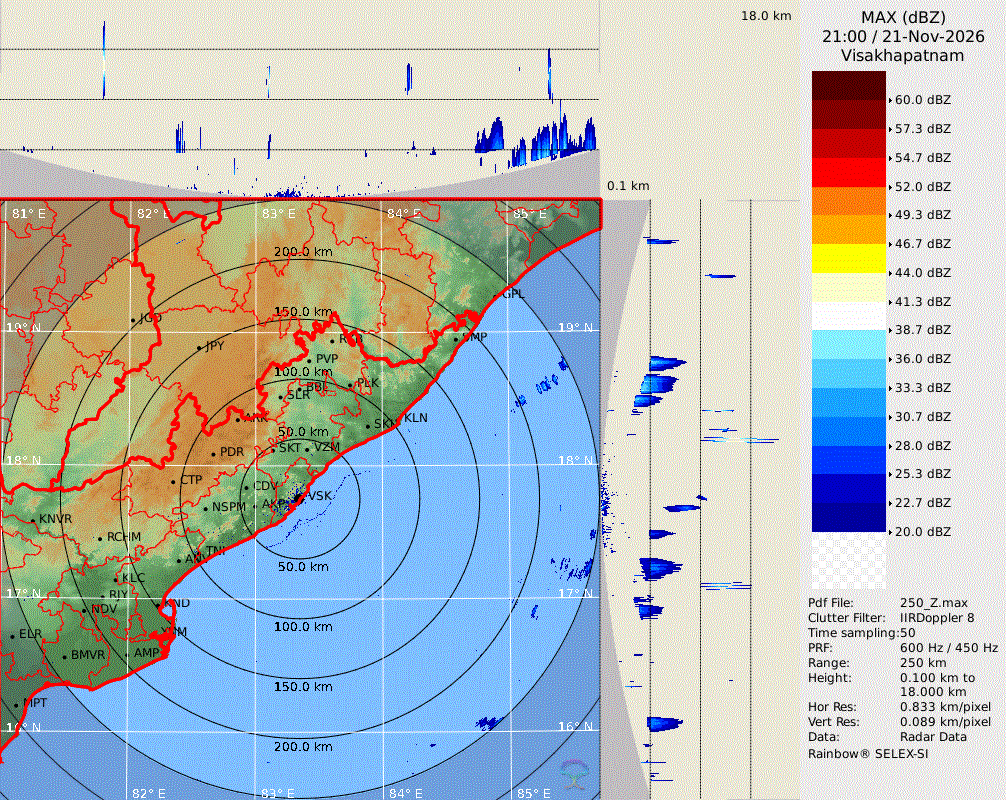 18.0 km
0.1 km
MAX (dBZ)
21:00 / 21-Nov-2026
Visakhapatnam
60.0 dBZ
57.3 dBZ
54.7 dBZ
52.0 dBZ
49.3 dBZ
46.7 dBZ
44.0 dBZ
41.3 dBZ
38.7 dBZ
36.0 dBZ
33.3 dBZ
30.7 dBZ
28.0 dBZ
25.3 dBZ
22.7 dBZ
20.0 dBZ
Pdf File: 250_Z.max
Clutter Filter: IIRDoppler 8
Time sampling:50
PRF: 600 Hz / 450 Hz
Range: 250 km
Height: 0.100 km to
18.000 km
Hor Res: 0.833 km/pixel
Vert Res: 0.089 km/pixel
Data: Radar Data
Rainbow® SELEX-SI
81° E 82° E 83° E 84° E 85° E
200.0 km
GPL
150.0 km
JGD
19° N 19° N
JPY
PVP
100.0 km
PLK
SLR
KLN
50.0 km
SKT VZM
PDR
18° N 18° N
CTP
CDV
VSK
NSPM
KNVR
RCHM
TNI
50.0 km
KLC
RJY
17° N 17° N
KND
NDV
100.0 km
ELR
BMVR AMP
150.0 km
MPT
16° N 16° N
200.0 km
82° E 83° E 84° E 85° E